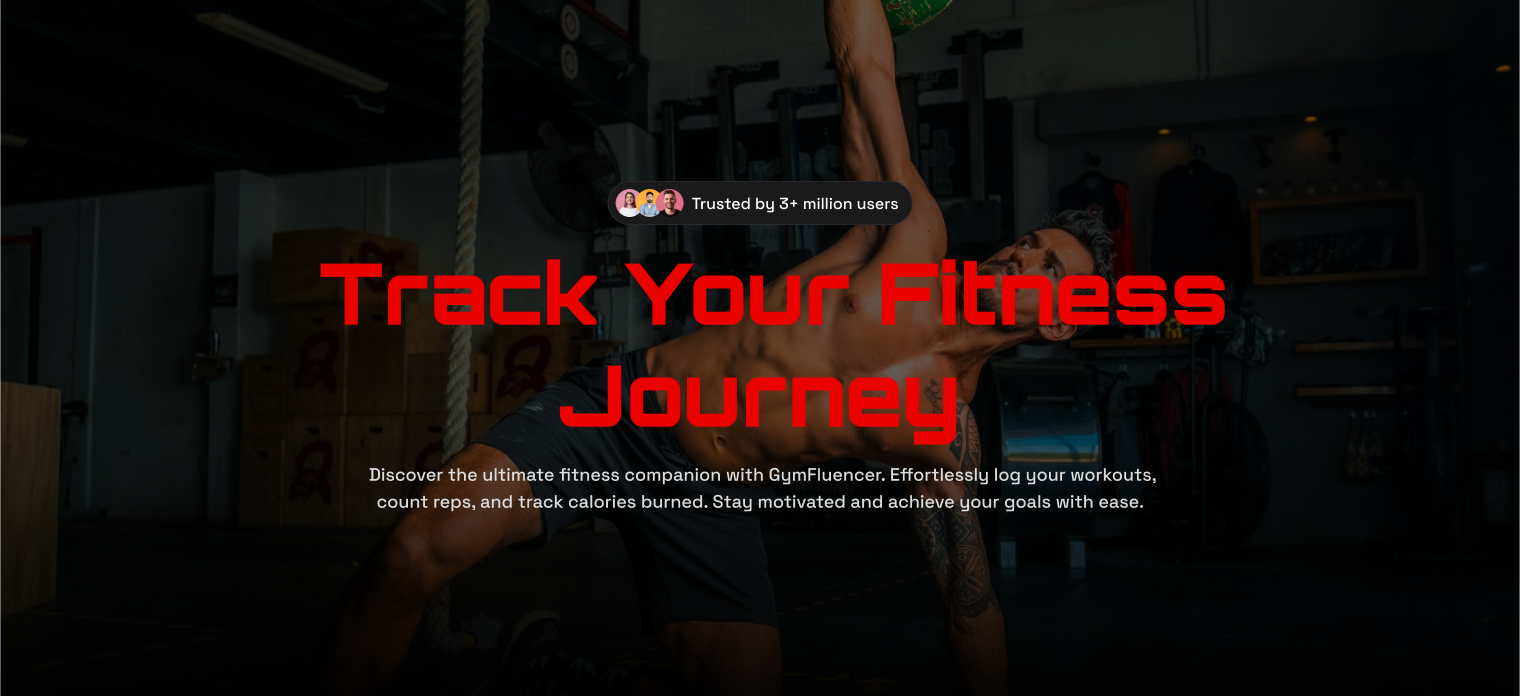 Trusted by 3+ million users
Track Your Fitness
Journey
Discover the ultimate fitness companion with GymFluencer. Effortlessly log your workouts,
count reps, and track calories burned. Stay motivated and achieve your goals with ease.